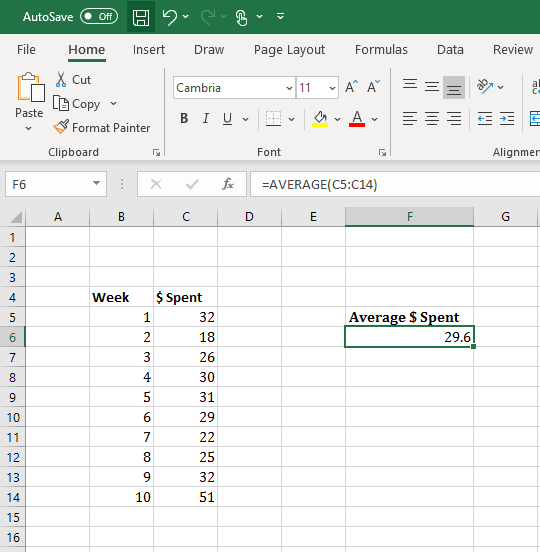 AutoSave Off
File Home Insert Draw Page Layout Formulas Data Review
Paste
Cut
Copy
Format Painter
Clipboard
Cambria 11 A A
B I U A
Font
ab
Alignmen
F6 fx =AVERAGE(C5:C14)
A B C D E F G
1
2
3
4 Week $ Spent
5 1 32 Average $ Spent
6 2 18 29.6
7 3 26
8 4 30
9 5 31
10 6 29
11 7 22
12 8 25
13 9 32
14 10 51
15
16